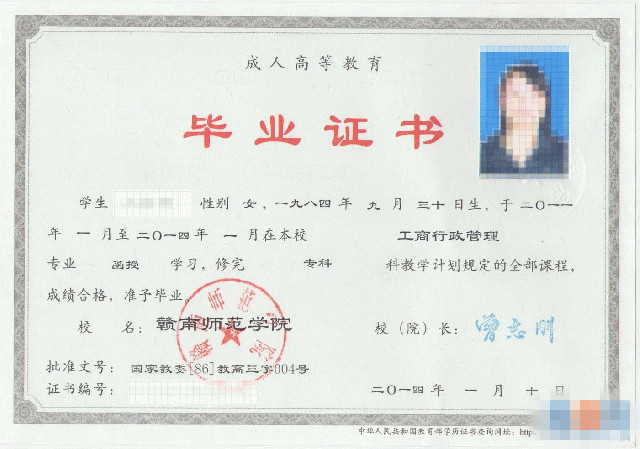 成人高等教育
毕业证书
学生 性别 女，一九八四年 九月 三十日生，于二〇一一
年 一月至二〇一四年 一月在本校 工商行政管理
专业 函授 学习，修完 专科 科教学计划规定的全部课程，
成绩合格，准予毕业。
校 名：赣南师范学院 校（院）长：曾志刚
赣南师范学院
批准文号：国家教委[86]教高三字004号
证书编号： 二〇一四年 一月 十日
中华人民共和国教育部学历证书查询网址：http: